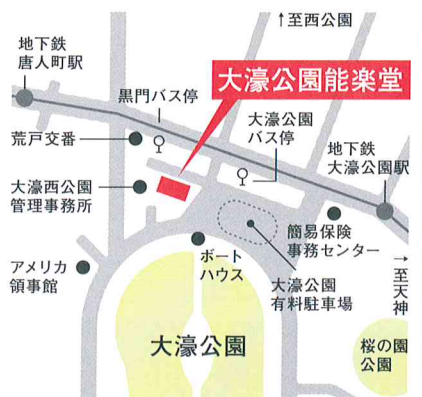 ↑至西公園
地下鉄
唐人町駅
大濠公園能楽堂
黒門バス停
大濠公園
バス停
荒戸交番
地下鉄
大濠公園駅
大濠西公園
管理事務所
簡易保険
事務センター
ボート
ハウス
→至天神
アメリカ
領事館
大濠公園
有料駐車場
大濠公園
桜の園
公園